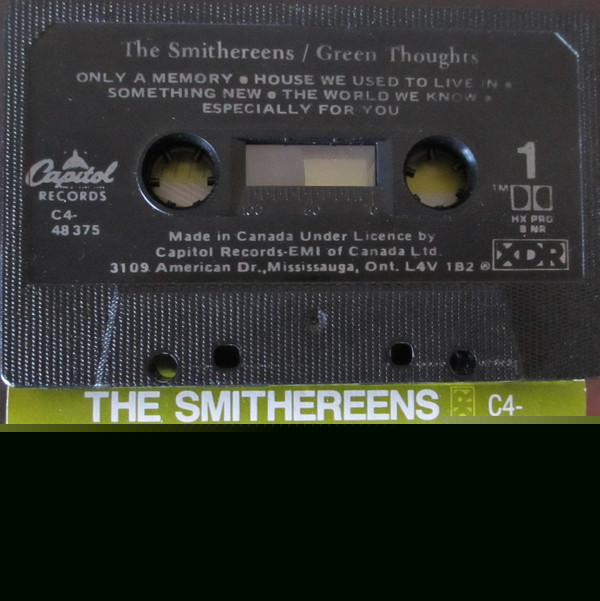 The Smithereens / Green Thoughts
ONLY A MEMORY • HOUSE WE USED TO LIVE IN •
SOMETHING NEW • THE WORLD WE KNOW •
ESPECIALLY FOR YOU
Capitol
RECORDS
C4-
48375
1
TM
HX PRO
B NR
XDR
Made in Canada Under Licence by
Capitol Records-EMI of Canada Ltd.
3109 American Dr., Mississauga, Ont. L4V 1B2 ®
THE SMITHEREENS XDR C4-